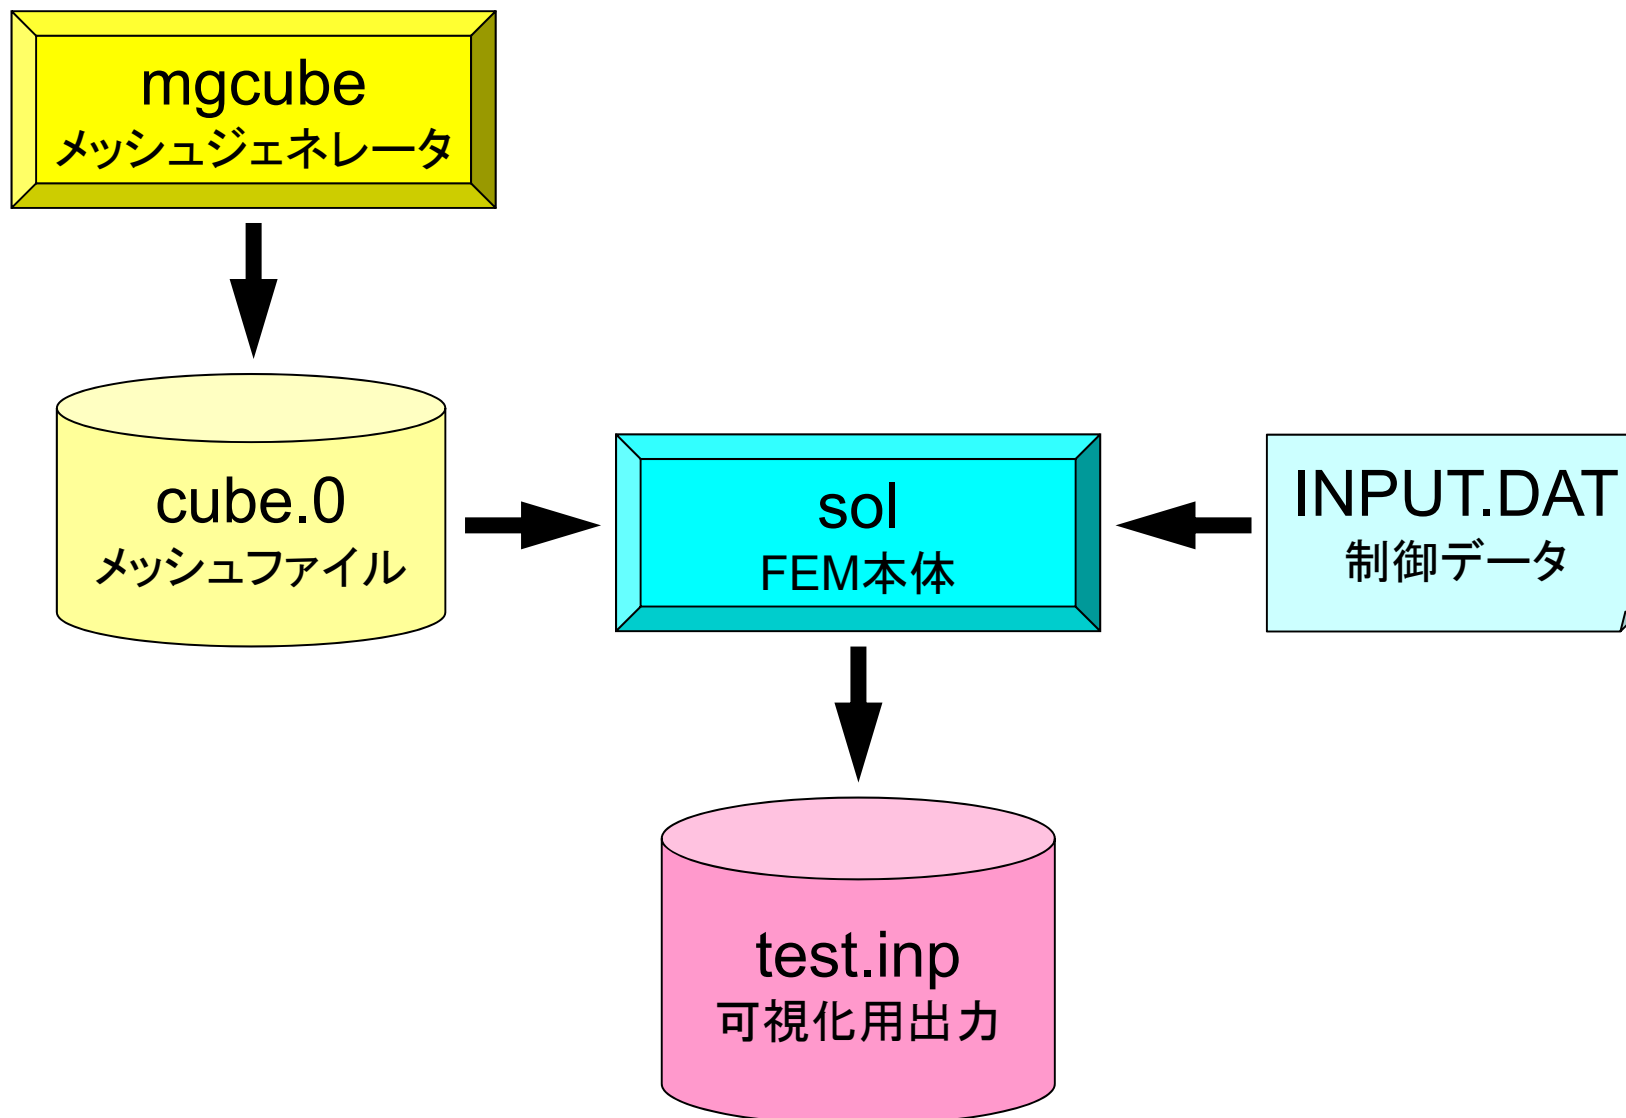 mgcube
メッシュジェネレータ
cube.0
メッシュファイル
sol
FEM本体
INPUT.DAT
制御データ
test.inp
可視化用出力